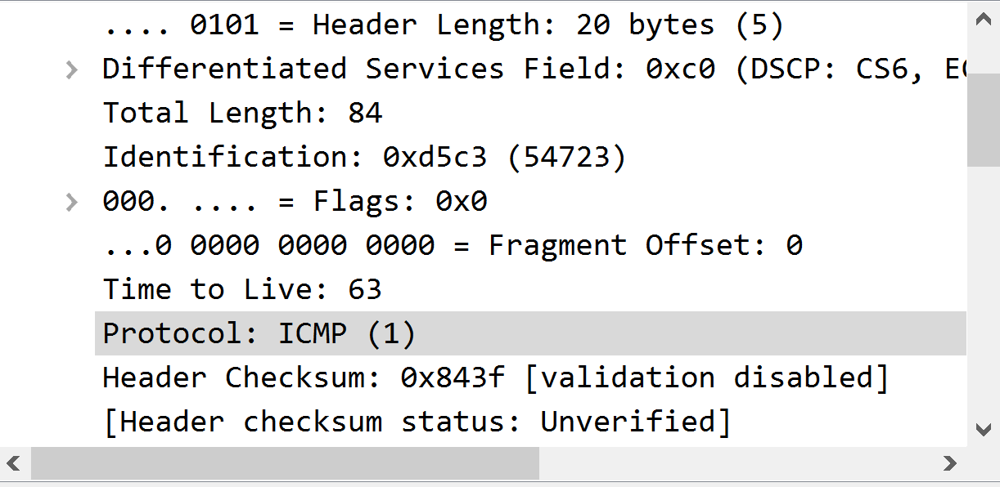 .... 0101 = Header Length: 20 bytes (5)
Differentiated Services Field: 0xc0 (DSCP: CS6,
Total Length: 84
Identification: 0xd5c3 (54723)
000. .... = Flags: 0x0
...0 0000 0000 0000 = Fragment Offset: 0
Time to Live: 63
Protocol: ICMP (1)
Header Checksum: 0x843f [validation disabled]
[Header checksum status: Unverified]